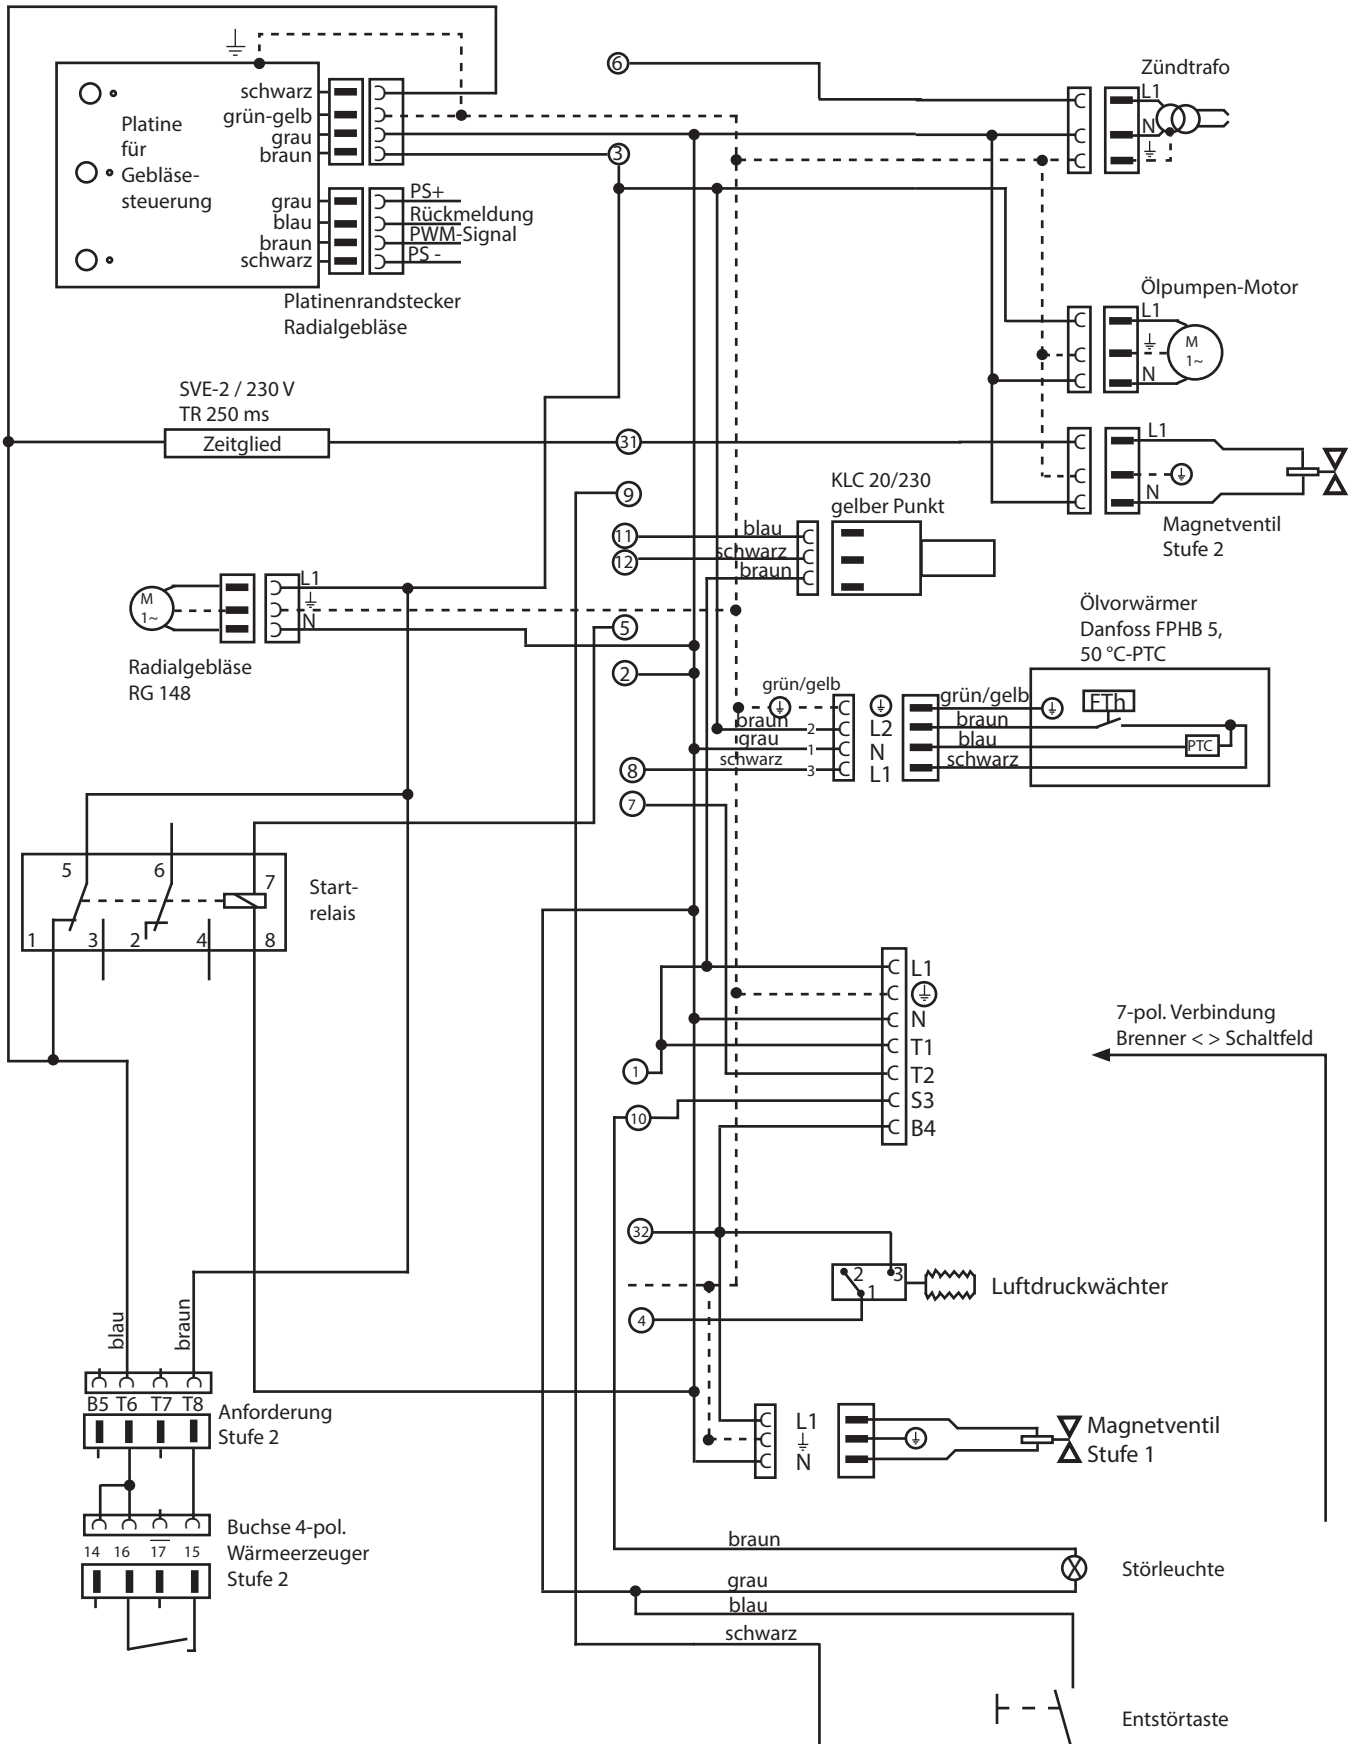 schwarz
grün-gelb
grau
braun
Platine
für
Gebläse-
steuerung
grau
blau
braun
schwarz
PS+
Rückmeldung
PWM-Signal
PS -
Platinenrandstecker
Radialgebläse
6
3
Zündtrafo
L1
N
Ölpumpen-Motor
L1
M
1~
N
SVE-2 / 230 V
TR 250 ms
Zeitglied
31
9
11
12
blau
schwarz
braun
KLC 20/230
gelber Punkt
L1
N
Magnetventil
Stufe 2
M
1~
L1
N
Radialgebläse
RG 148
5
2
8
7
Ölvorwärmer
Danfoss FPHB 5,
50 °C-PTC
grün/gelb
braun 2
grau 1
schwarz 3
L2
N
L1
grün/gelb
braun
blau
schwarz
FTh
PTC
5 6 7
1 3 2 4 8
Start-
relais
L1
N
T1
T2
S3
B4
1
10
7-pol. Verbindung
Brenner < > Schaltfeld
32
4
2 3
1
Luftdruckwächter
blau
braun
B5 T6 T7 T8
Anforderung
Stufe 2
L1
N
Magnetventil
Stufe 1
Buchse 4-pol.
Wärmeerzeuger
Stufe 2
14 16 17 15
braun
grau
blau
schwarz
Störleuchte
Entstörtaste